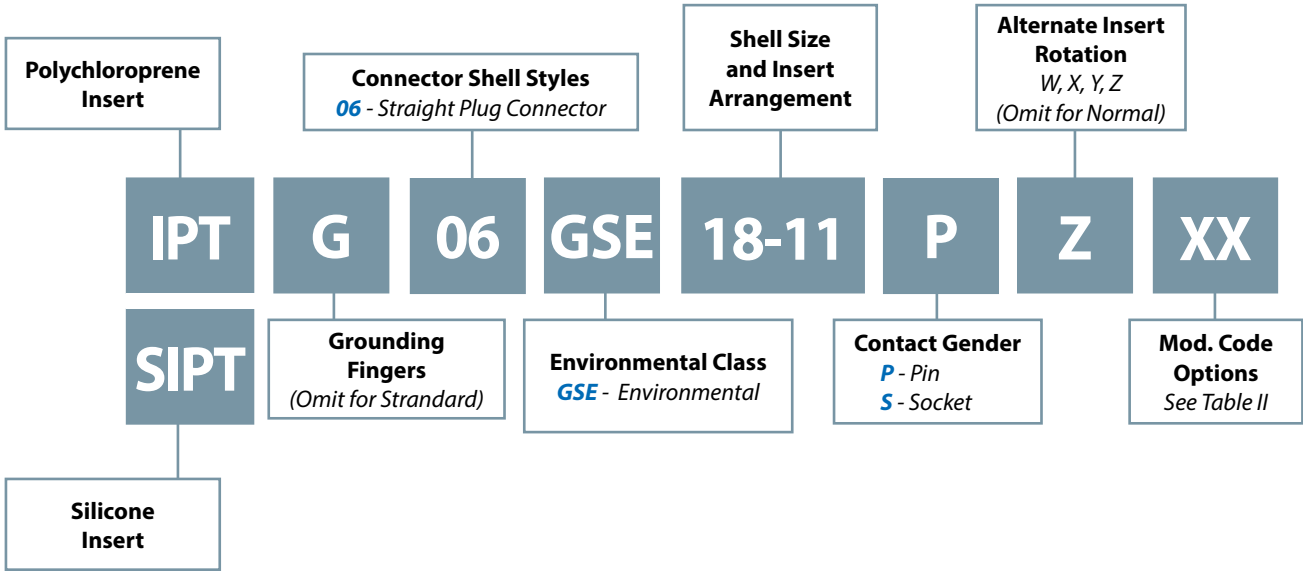 Polychloroprene
Insert
Connector Shell Styles
06 - Straight Plug Connector
Shell Size
and Insert
Arrangement
Alternate Insert
Rotation
W, X, Y, Z
(Omit for Normal)
IPT G 06 GSE 18-11 P Z XX
SIPT
Grounding
Fingers
(Omit for Strandard)
Environmental Class
GSE - Environmental
Contact Gender
P - Pin
S - Socket
Mod. Code
Options
See Table II
Silicone
Insert